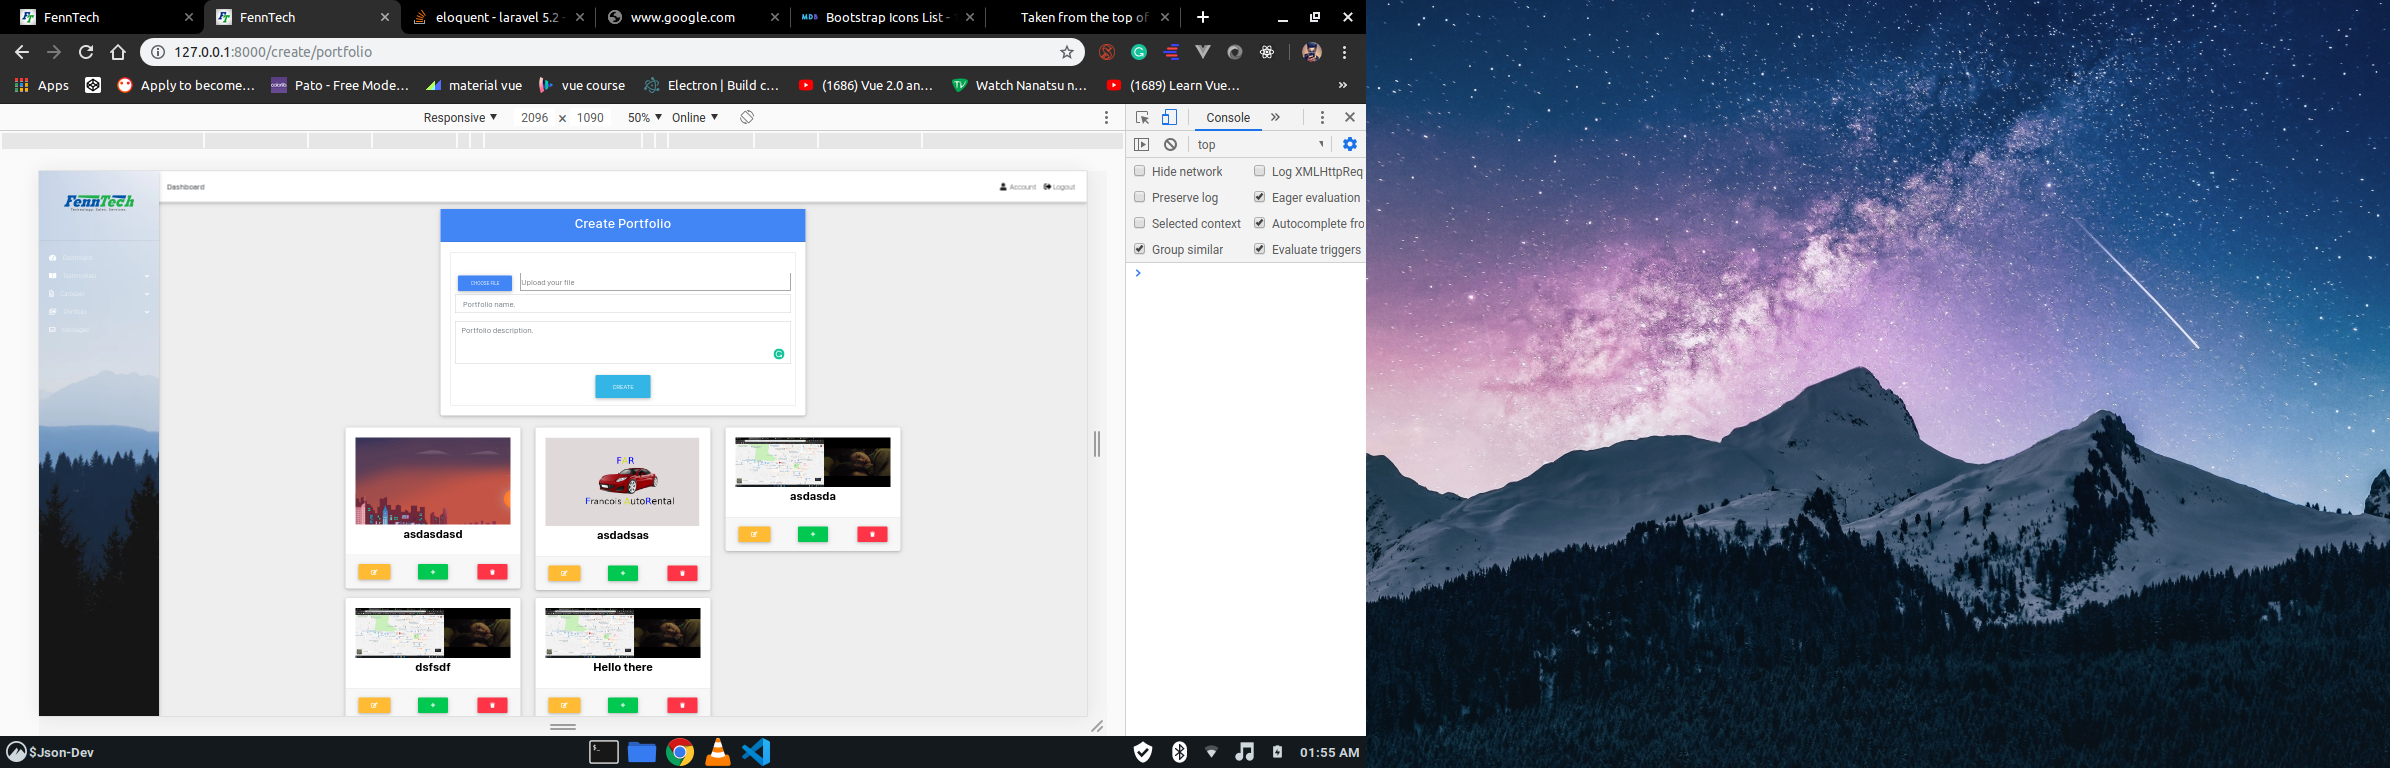 FennTech
FennTech
eloquent - laravel 5.2 -
www.google.com
MDB Bootstrap Icons List -
Taken from the top of
127.0.0.1:8000/create/portfolio
Apps
Apply to become...
Pato - Free Mode...
material vue
vue course
Electron | Build c...
(1686) Vue 2.0 an...
Watch Nanatsu n...
(1689) Learn Vue...
Responsive 2096 × 1090 50% Online
Console
top
Hide network
Log XMLHttpReq
Preserve log
Eager evaluation
Selected context
Autocomplete fro
Group similar
Evaluate triggers
FennTech
Dashboard
Account
Logout
Dashboard
Create Portfolio
CHOOSE FILE
Upload your file
Portfolio name.
Portfolio description.
CREATE
FAR
Francois AutoRental
asdasdasd
asdadsas
asdasda
dsfsdf
Hello there
$Json-Dev
01:55 AM